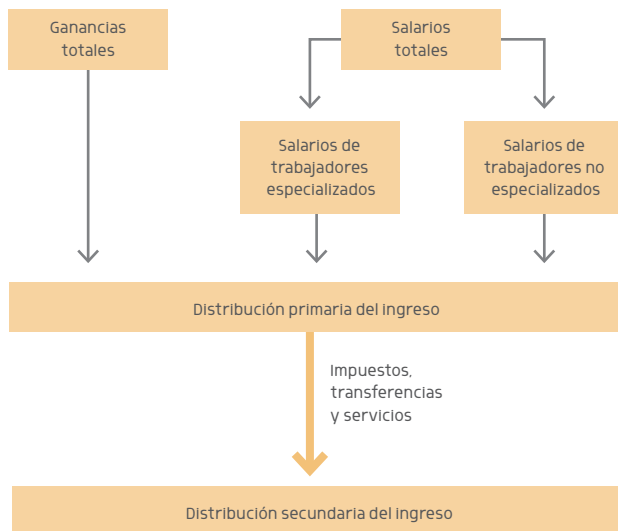 Ganancias
totales
Salarios
totales
Salarios de
trabajadores
especializados
Salarios de
trabajadores no
especializados
Distribución primaria del ingreso
Impuestos,
transferencias
y servicios
Distribución secundaria del ingreso